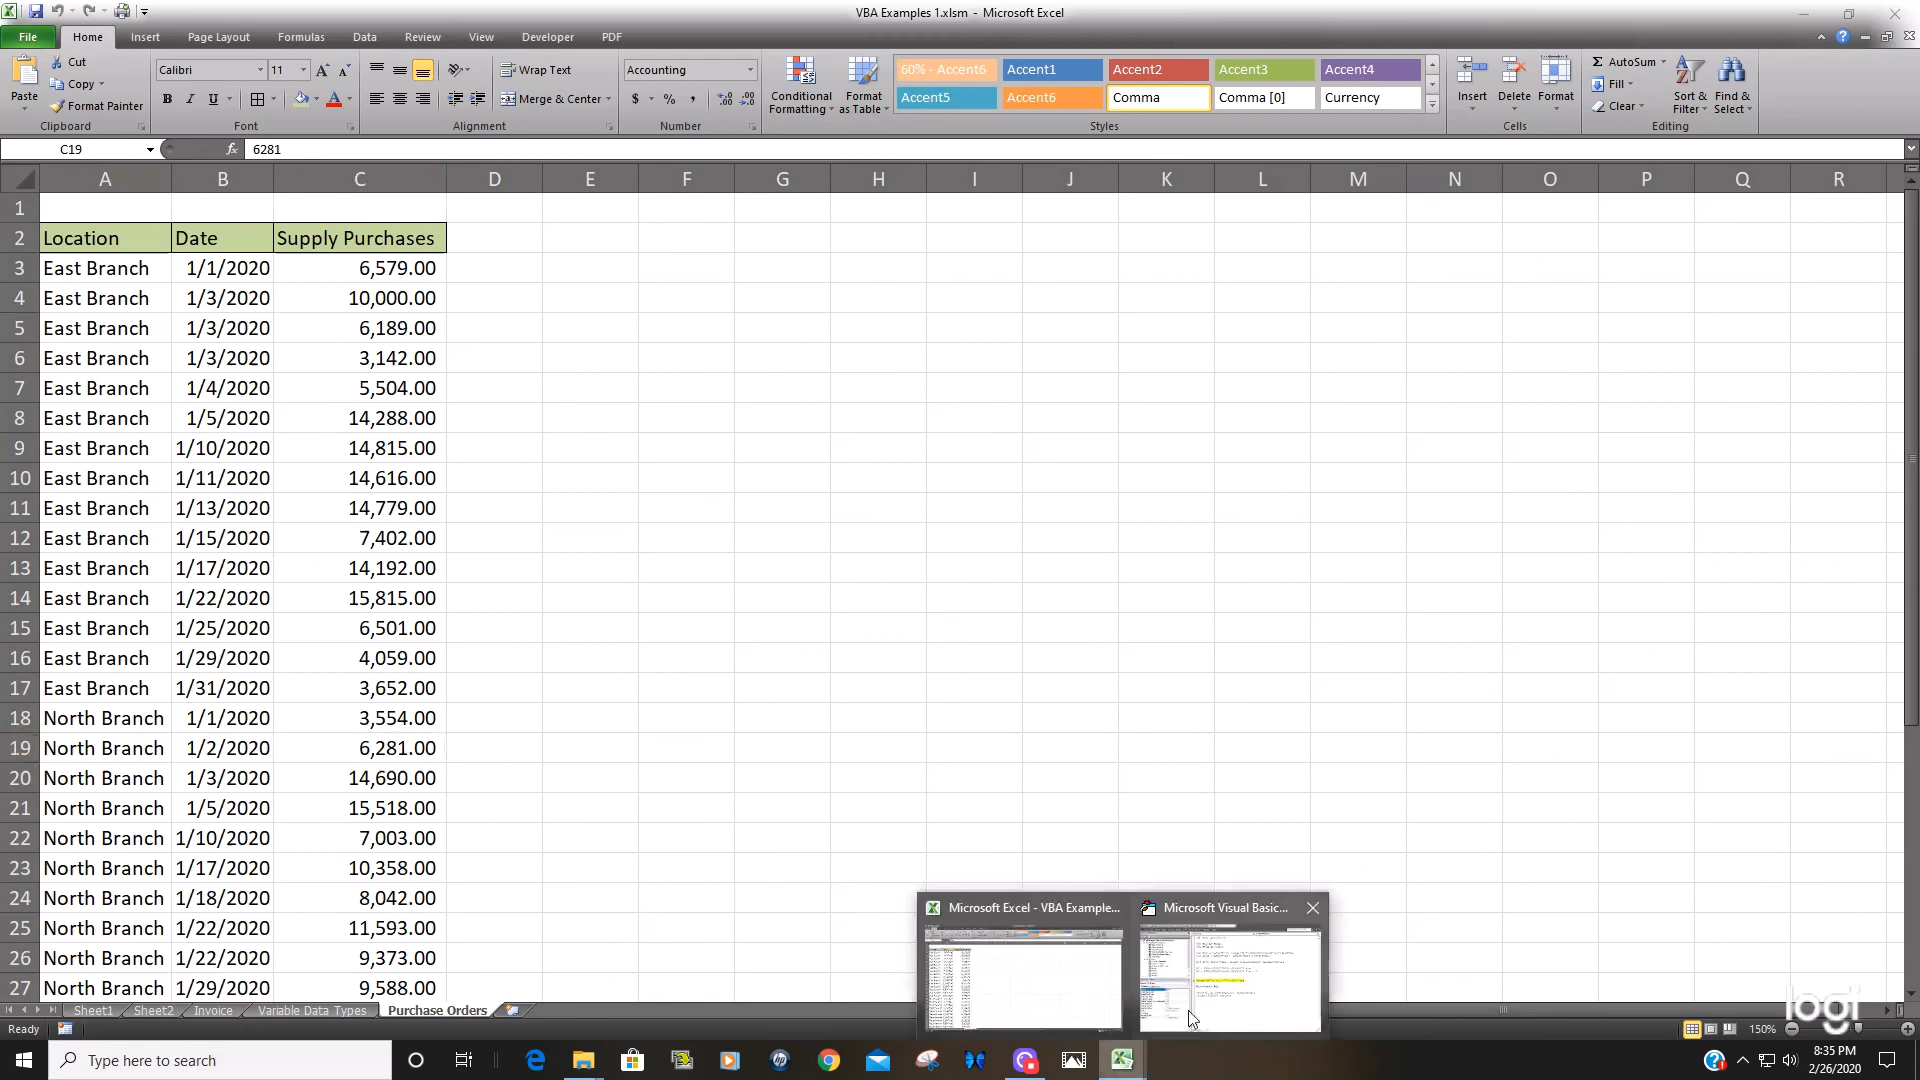 VBA Examples 1.xlsm - Microsoft Excel
File Home Insert Page Layout Formulas Data Review View Developer PDF
Paste Cut Copy Format Painter
Clipboard
Calibri 11
B I U
Font
Wrap Text
Merge & Center
Alignment
Accounting
$ % ,
Number
Conditional Formatting Format as Table
60% - Accent6 Accent1 Accent2 Accent3 Accent4
Accent5 Accent6 Comma Comma [0] Currency
Styles
Insert Delete Format
Cells
Σ AutoSum
Fill
Clear
Sort & Filter Find & Select
Editing
C19 fx 6281
A B C D E F G H I J K L M N O P Q R
1
2 Location Date Supply Purchases
3 East Branch 1/1/2020 6,579.00
4 East Branch 1/3/2020 10,000.00
5 East Branch 1/3/2020 6,189.00
6 East Branch 1/3/2020 3,142.00
7 East Branch 1/4/2020 5,504.00
8 East Branch 1/5/2020 14,288.00
9 East Branch 1/10/2020 14,815.00
10 East Branch 1/11/2020 14,616.00
11 East Branch 1/13/2020 14,779.00
12 East Branch 1/15/2020 7,402.00
13 East Branch 1/17/2020 14,192.00
14 East Branch 1/22/2020 15,815.00
15 East Branch 1/25/2020 6,501.00
16 East Branch 1/29/2020 4,059.00
17 East Branch 1/31/2020 3,652.00
18 North Branch 1/1/2020 3,554.00
19 North Branch 1/2/2020 6,281.00
20 North Branch 1/3/2020 14,690.00
21 North Branch 1/5/2020 15,518.00
22 North Branch 1/10/2020 7,003.00
23 North Branch 1/17/2020 10,358.00
24 North Branch 1/18/2020 8,042.00
25 North Branch 1/22/2020 11,593.00
26 North Branch 1/22/2020 9,373.00
27 North Branch 1/29/2020 9,588.00
Microsoft Excel - VBA Example... Microsoft Visual Basic...
Sheet1 Sheet2 Invoice Variable Data Types Purchase Orders
logi
Ready 150%
Type here to search
8:35 PM
2/26/2020